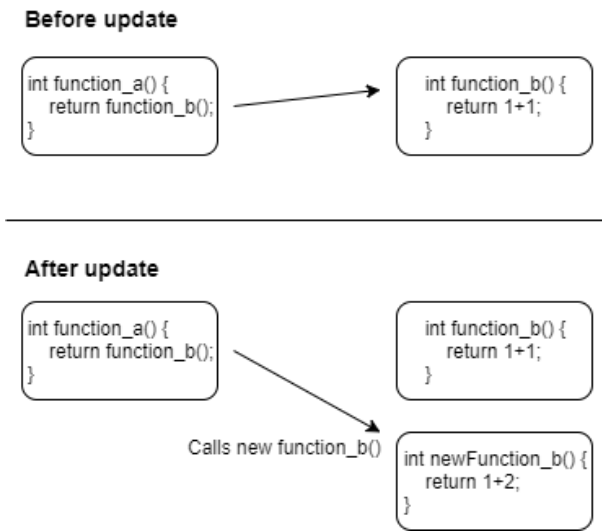 Before update
int function_a() {
return function_b();
}
int function_b() {
return 1+1;
}
After update
int function_a() {
return function_b();
}
int function_b() {
return 1+1;
}
Calls new function_b()
int newFunction_b() {
return 1+2;
}